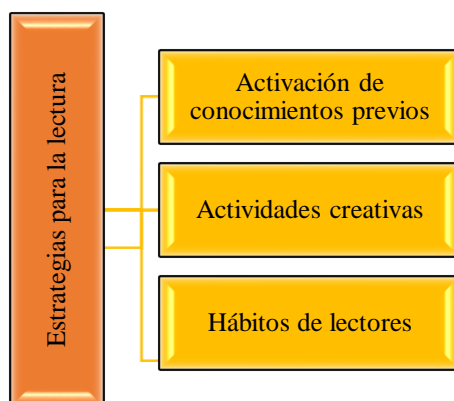 Estrategias para la lectura
Activación de
conocimientos previos
Actividades creativas
Hábitos de lectores